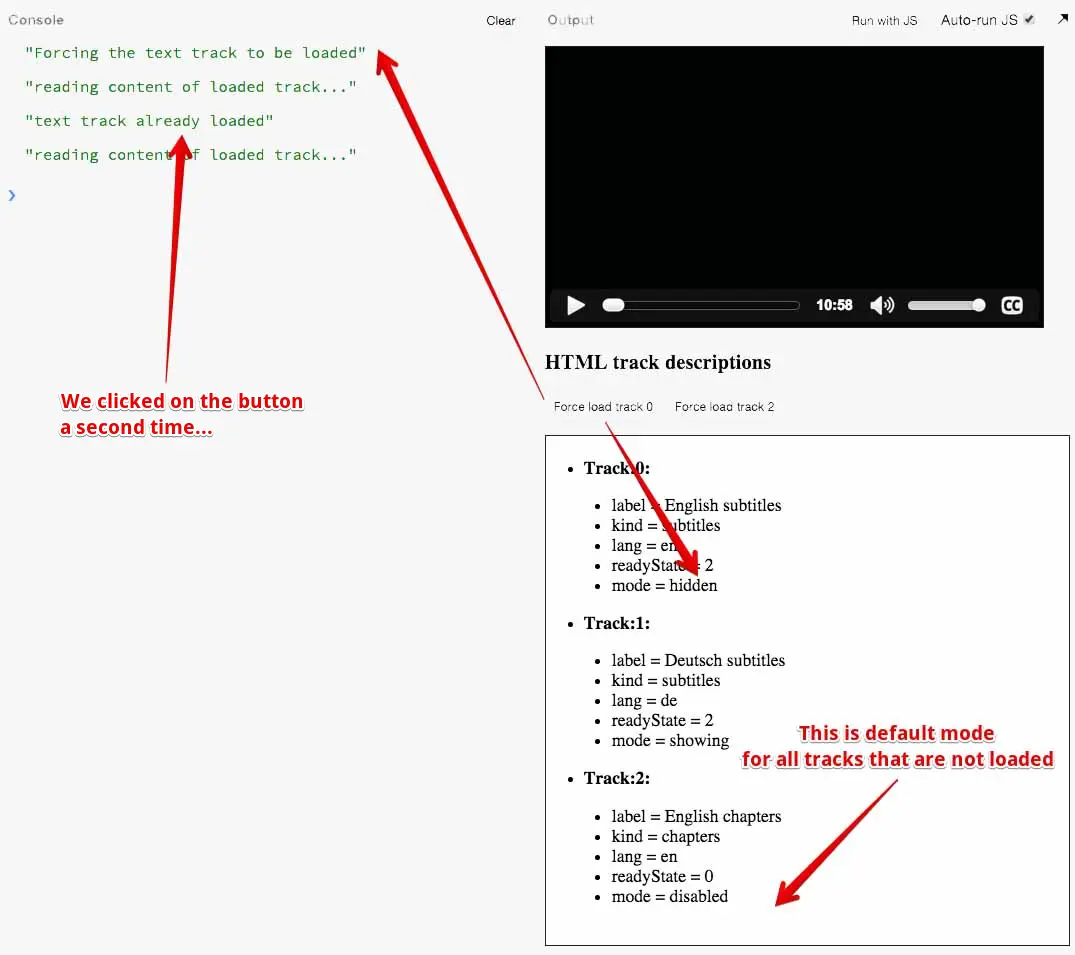 Console
Clear
"Forcing the text track to be loaded"
"reading content of loaded track..."
"text track already loaded"
"reading content of loaded track..."
We clicked on the button
a second time...
Output
Run with JS
Auto-run JS
10:58
CC
HTML track descriptions
Force load track 0
Force load track 2
Track:0:
label = English subtitles
kind = subtitles
lang = en
readyState = 2
mode = hidden
Track:1:
label = Deutsch subtitles
kind = subtitles
lang = de
readyState = 2
mode = showing
This is default mode
for all tracks that are not loaded
Track:2:
label = English chapters
kind = chapters
lang = en
readyState = 0
mode = disabled